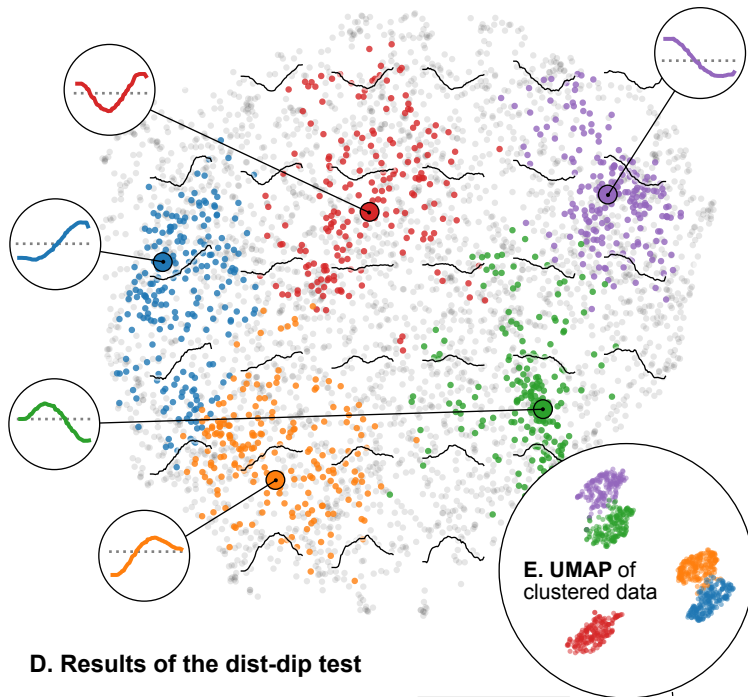 E. UMAP of
clustered data
D. Results of the dist-dip test